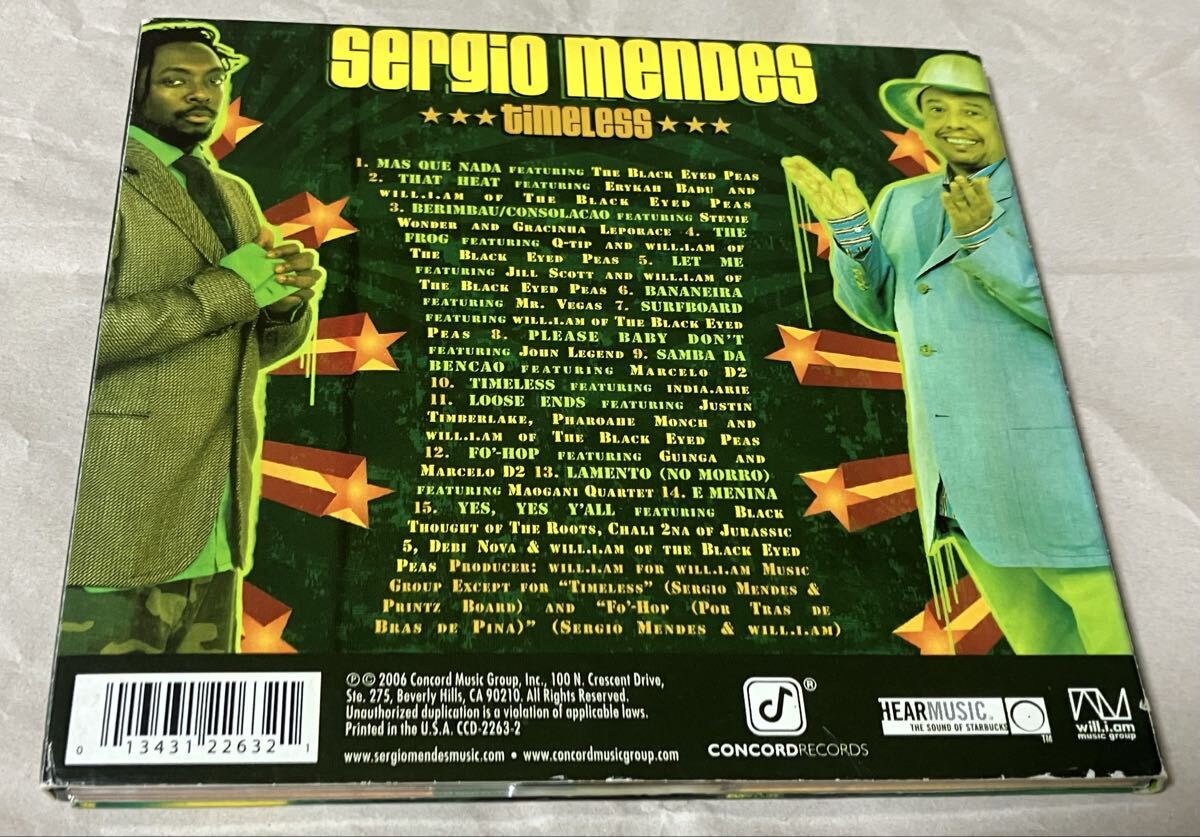 sergio mendes
timeless
1. MAS QUE NADA FEATURING THE BLACK EYED PEAS
2. THAT HEAT FEATURING ERYKAH BADU AND
WILL.I.AM OF THE BLACK EYED PEAS
3. BERIMBAU/CONSOLACAO FEATURING STEVIE
WONDER AND GRACINHA LEPORACE 4. THE
FROG FEATURING Q-TIP AND WILL.I.AM OF
THE BLACK EYED PEAS 5. LET ME
FEATURING JILL SCOTT AND WILL.I.AM OF
THE BLACK EYED PEAS 6. BANANEIRA
FEATURING MR. VEGAS 7. SURFBOARD
FEATURING WILL.I.AM OF THE BLACK EYED
PEAS 8. PLEASE BABY DON'T
FEATURING JOHN LEGEND 9. SAMBA DA
BENCAO FEATURING MARCELO D2
10. TIMELESS FEATURING INDIA.ARIE
11. LOOSE ENDS FEATURING JUSTIN
TIMBERLAKE, PHAROAHE MONCH AND
WILL.I.AM OF THE BLACK EYED PEAS
12. FO'-HOP FEATURING GUINGA AND
MARCELO D2 13. LAMENTO (NO MORRO)
FEATURING MAOGANI QUARTET 14. E MENINA
15. YES, YES Y'ALL FEATURING BLACK
THOUGHT OF THE ROOTS, CHALI 2NA OF JURASSIC
5, DEBI NOVA & WILL.I.AM OF THE BLACK EYED
PEAS PRODUCER: WILL.I.AM FOR WILL.I.AM MUSIC
GROUP EXCEPT FOR "TIMELESS" (SERGIO MENDES &
PRINTZ BOARD) AND "FO'-HOP (POR TRAS DE
BRAS DE PINA)" (SERGIO MENDES & WILL.I.AM)
℗© 2006 Concord Music Group, Inc., 100 N. Crescent Drive,
Ste. 275, Beverly Hills, CA 90210. All Rights Reserved.
Unauthorized duplication is a violation of applicable laws.
Printed in the U.S.A. CCD-2263-2
www.sergiomendesmusic.com • www.concordmusicgroup.com
0 13431 22632 1
®
CONCORDRECORDS
HEARMUSIC™
THE SOUND OF STARBUCKS
TM
will.i.am
music group